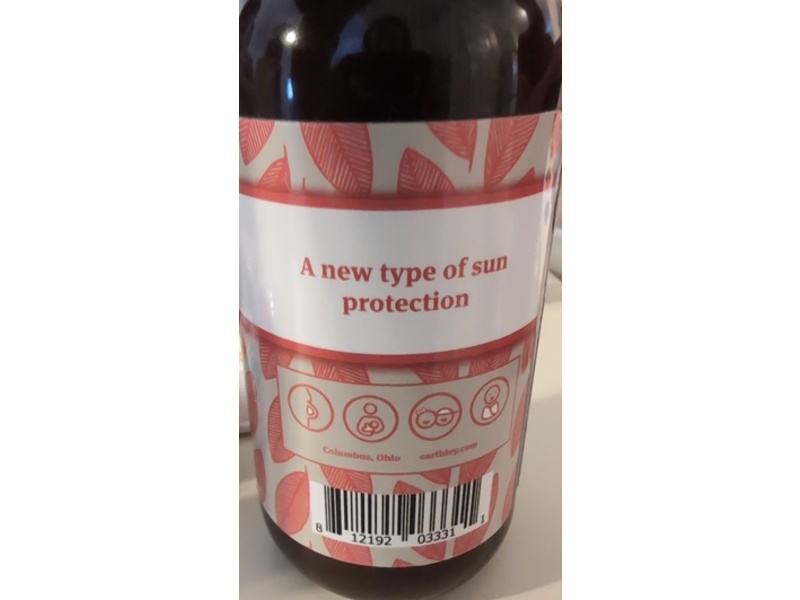 A new type of sun
protection
Columbus, Ohio earthley.com
8 12192 03331 1